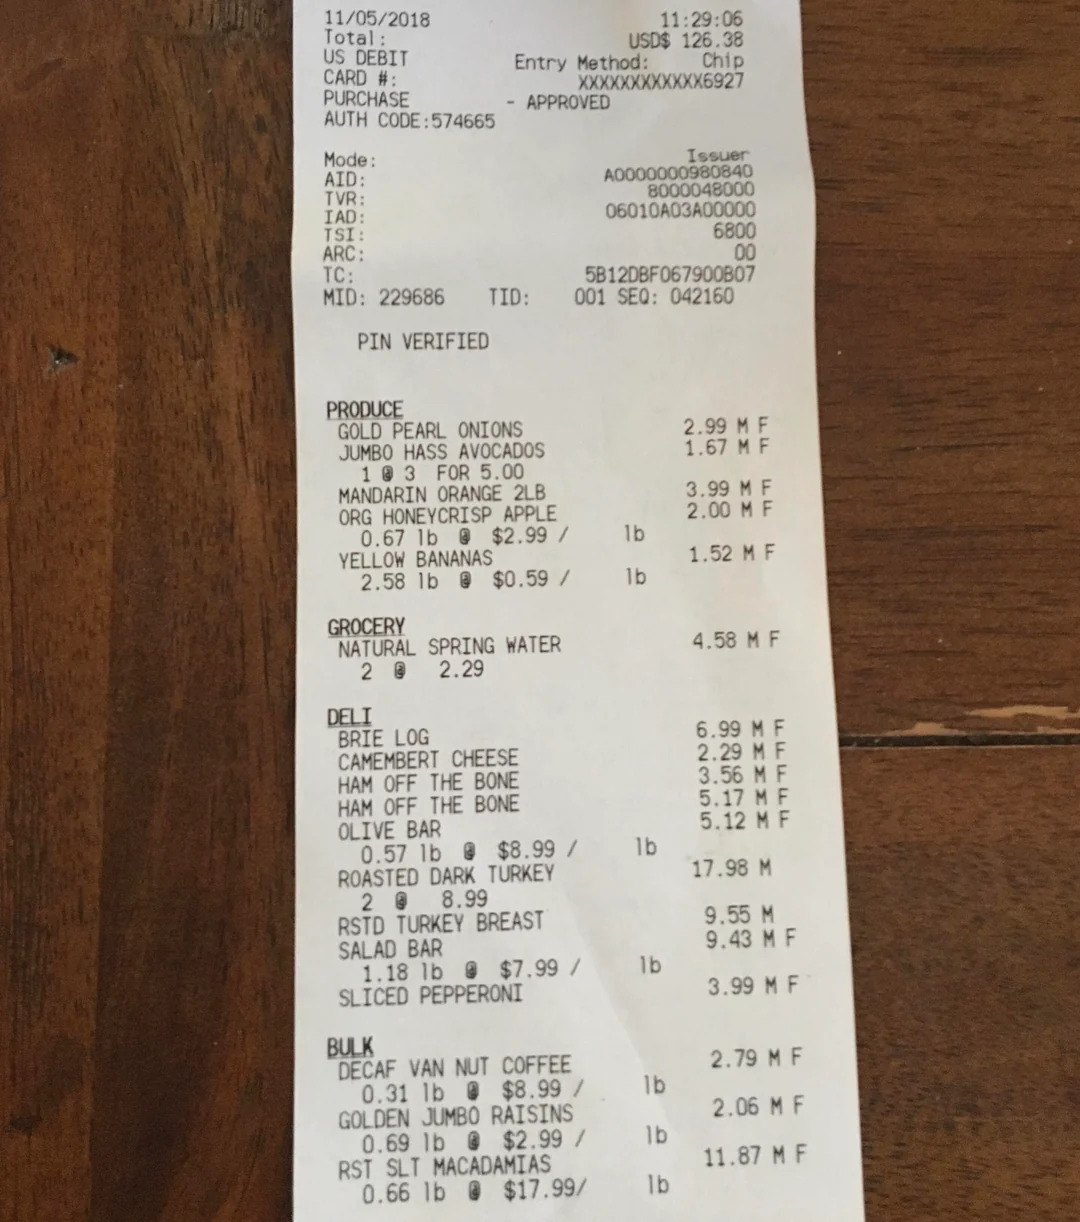 11/05/2018 11:29:06
Total: USD$ 126.38
US DEBIT Entry Method: Chip
CARD #: XXXXXXXXXXXX6927
PURCHASE - APPROVED
AUTH CODE:574665
Mode: Issuer
AID: A0000000980840
TVR: 8000048000
IAD: 06010A03A00000
TSI: 6800
ARC: 00
TC: 5B12DBF067900B07
MID: 229686 TID: 001 SEQ: 042160
PIN VERIFIED
PRODUCE
GOLD PEARL ONIONS 2.99 M F
JUMBO HASS AVOCADOS 1.67 M F
1 @ 3 FOR 5.00
MANDARIN ORANGE 2LB 3.99 M F
ORG HONEYCRISP APPLE 2.00 M F
0.67 lb @ $2.99 / lb
YELLOW BANANAS 1.52 M F
2.58 lb @ $0.59 / lb
GROCERY
NATURAL SPRING WATER 4.58 M F
2 @ 2.29
DELI
BRIE LOG 6.99 M F
CAMEMBERT CHEESE 2.29 M F
HAM OFF THE BONE 3.56 M F
HAM OFF THE BONE 5.17 M F
OLIVE BAR 5.12 M F
0.57 lb @ $8.99 / lb
ROASTED DARK TURKEY 17.98 M
2 @ 8.99
RSTD TURKEY BREAST 9.55 M
SALAD BAR 9.43 M F
1.18 lb @ $7.99 / lb
SLICED PEPPERONI 3.99 M F
BULK
DECAF VAN NUT COFFEE 2.79 M F
0.31 lb @ $8.99 / lb
GOLDEN JUMBO RAISINS 2.06 M F
0.69 lb @ $2.99 / lb
RST SLT MACADAMIAS 11.87 M F
0.66 lb @ $17.99/ lb